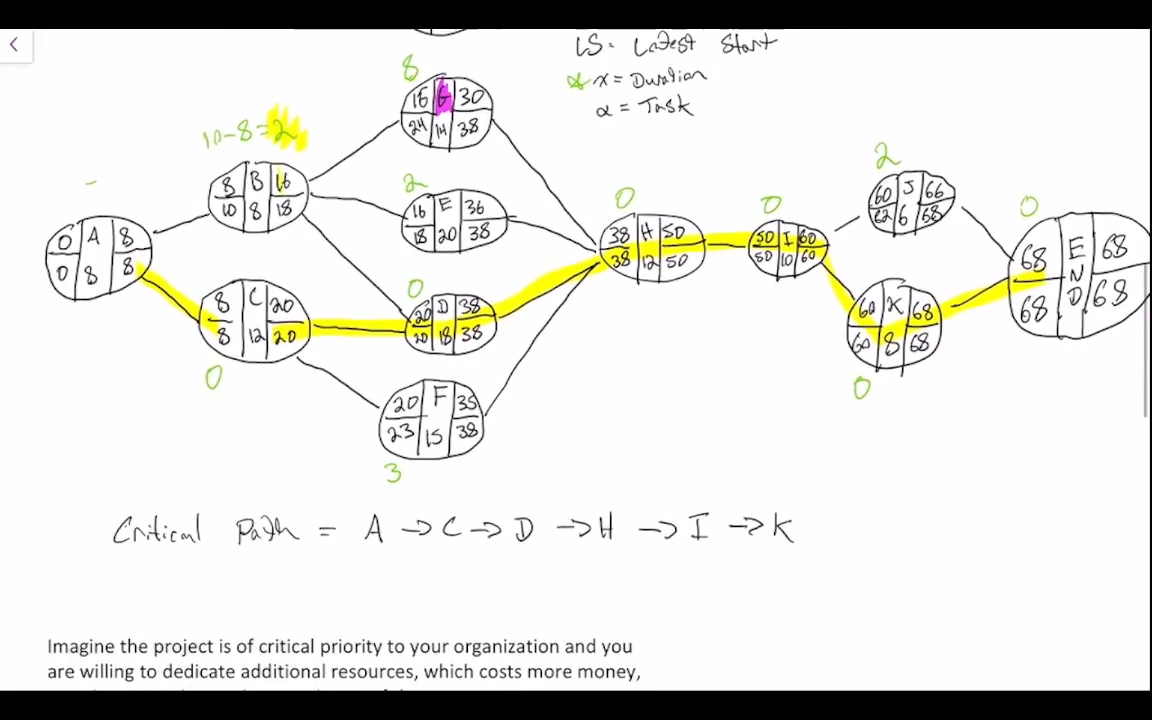 LS = Latest Start
x = Duration
α = Task
8
16 G 30
24 14 38
10-8=2
8 B 16
10 8 18
2
16 E 36
18 20 38
0 A 8
0 8 8
0
38 H 50
38 12 50
0
50 I 60
50 10 60
2
60 J 66
62 6 68
0
68 END 68
68 68
8 C 20
8 12 20
0
0
20 D 38
20 18 38
60 K 68
60 8 68
0
20 F 35
23 15 38
3
Critical Path = A → C → D → H → I → K
Imagine the project is of critical priority to your organization and you
are willing to dedicate additional resources, which costs more money,